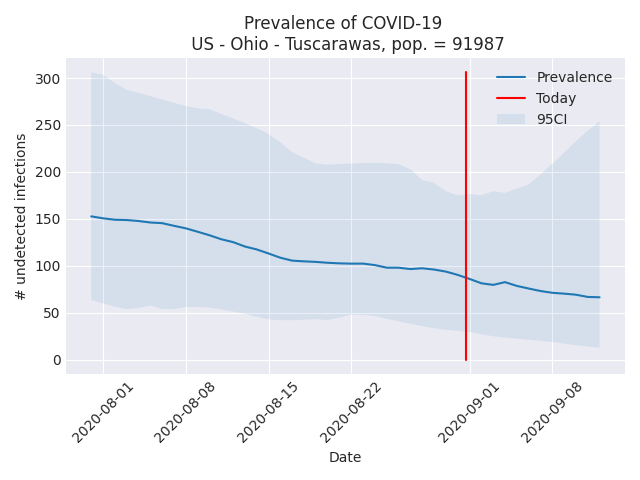 Prevalence of COVID-19
US - Ohio - Tuscarawas, pop. = 91987
Prevalence
Today
95CI
300
250
200
150
100
50
0
# undetected infections
2020-08-01
2020-08-08
2020-08-15
2020-08-22
2020-09-01
2020-09-08
Date